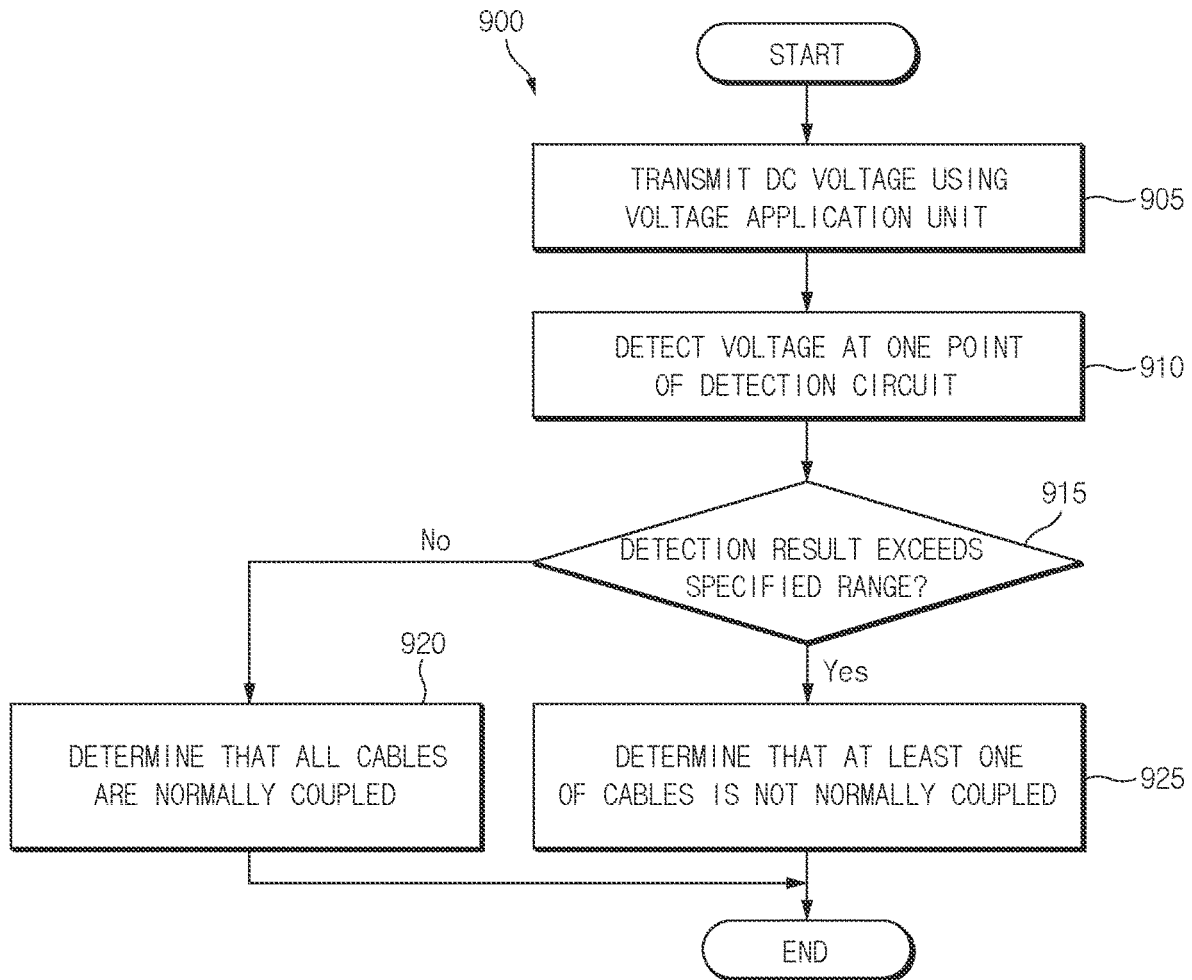 900
START
TRANSMIT DC VOLTAGE USING
VOLTAGE APPLICATION UNIT
905
DETECT VOLTAGE AT ONE POINT
OF DETECTION CIRCUIT
910
915
DETECTION RESULT EXCEEDS
SPECIFIED RANGE?
No
Yes
920
DETERMINE THAT ALL CABLES
ARE NORMALLY COUPLED
DETERMINE THAT AT LEAST ONE
OF CABLES IS NOT NORMALLY COUPLED
925
END